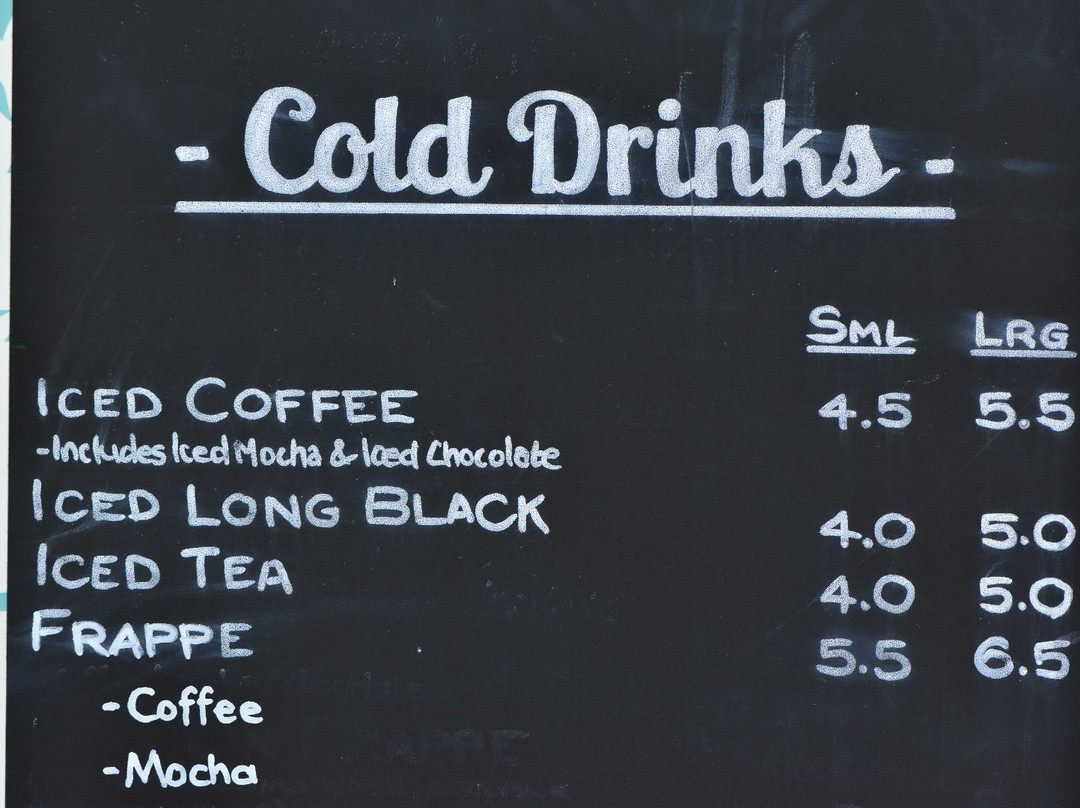 - Cold Drinks -
SML LRG
ICED COFFEE 4.5 5.5
-Includes Iced Mocha & Iced Chocolate
ICED LONG BLACK 4.0 5.0
ICED TEA 4.0 5.0
FRAPPE 5.5 6.5
-Coffee
-Mocha